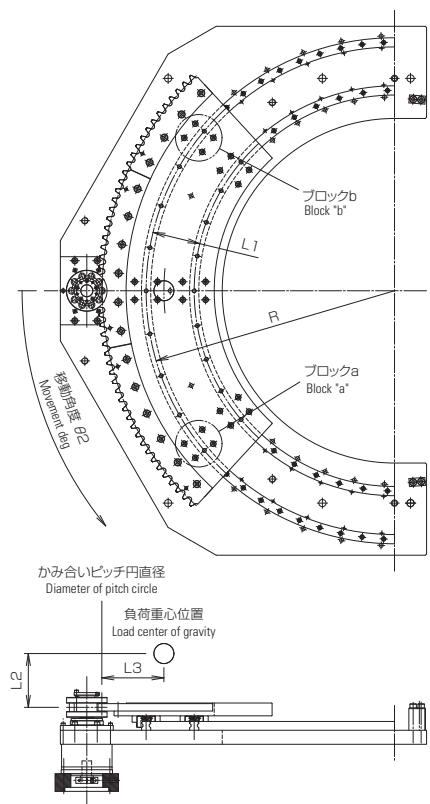 ブロックb
Block "b"
L1
R
ブロックa
Block "a"
移動角度 θ2
Movement deg
かみ合いピッチ円直径
Diameter of pitch circle
負荷重心位置
Load center of gravity
L2
L3